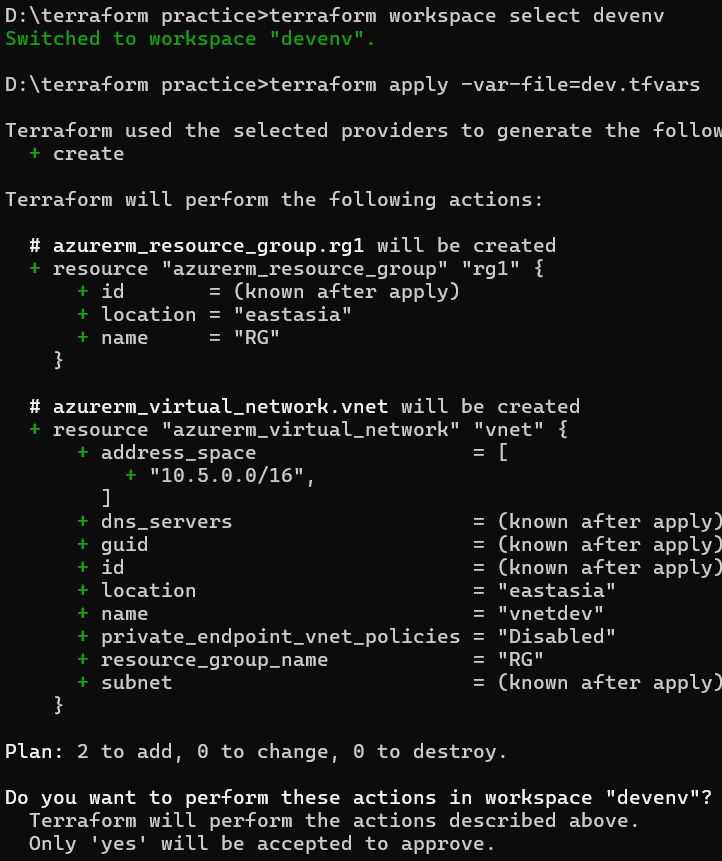 D:\terraform practice>terraform workspace select devenv
Switched to workspace "devenv".
D:\terraform practice>terraform apply -var-file=dev.tfvars
Terraform used the selected providers to generate the follow
+ create
Terraform will perform the following actions:
# azurerm_resource_group.rg1 will be created
+ resource "azurerm_resource_group" "rg1" {
+ id       = (known after apply)
+ location = "eastasia"
+ name     = "RG"
}
# azurerm_virtual_network.vnet will be created
+ resource "azurerm_virtual_network" "vnet" {
+ address_space                  = [
+ "10.5.0.0/16",
]
+ dns_servers                    = (known after apply)
+ guid                           = (known after apply)
+ id                             = (known after apply)
+ location                       = "eastasia"
+ name                           = "vnetdev"
+ private_endpoint_vnet_policies = "Disabled"
+ resource_group_name            = "RG"
+ subnet                         = (known after apply)
}
Plan: 2 to add, 0 to change, 0 to destroy.
Do you want to perform these actions in workspace "devenv"?
Terraform will perform the actions described above.
Only 'yes' will be accepted to approve.